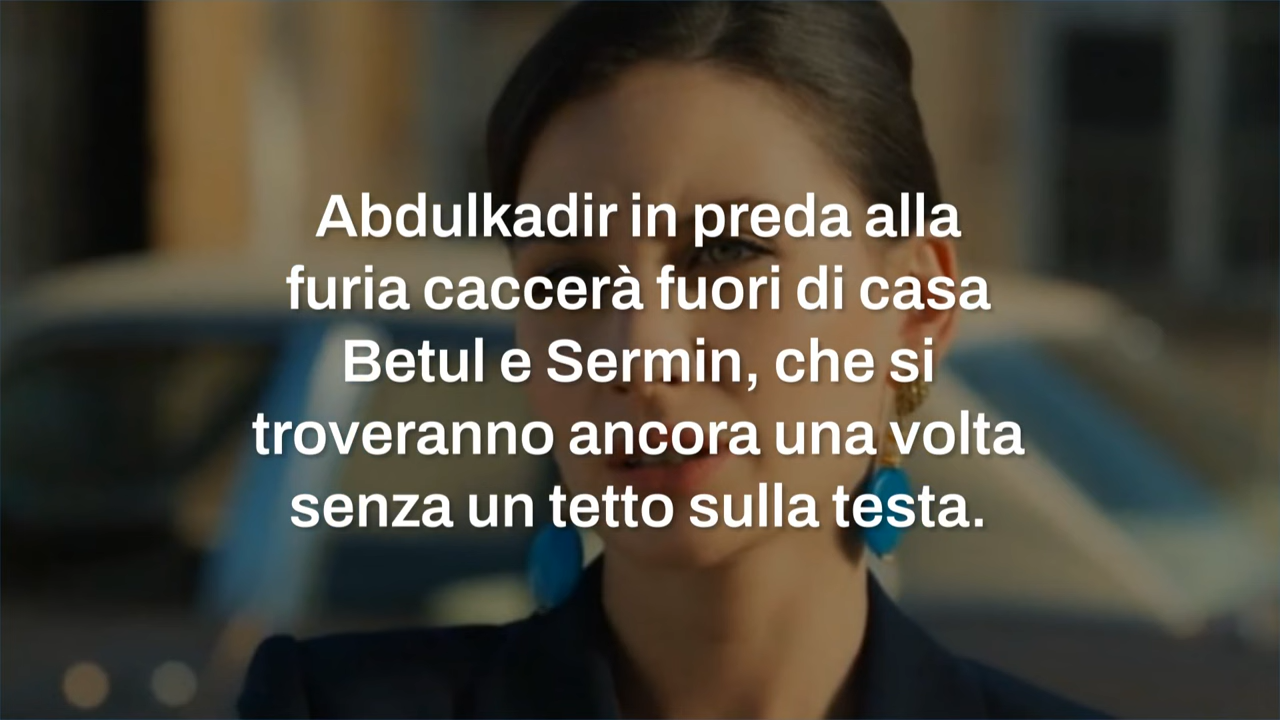 Abdulkadir in preda alla
furia caccerà fuori di casa
Betul e Sermin, che si
troveranno ancora una volta
senza un tetto sulla testa.